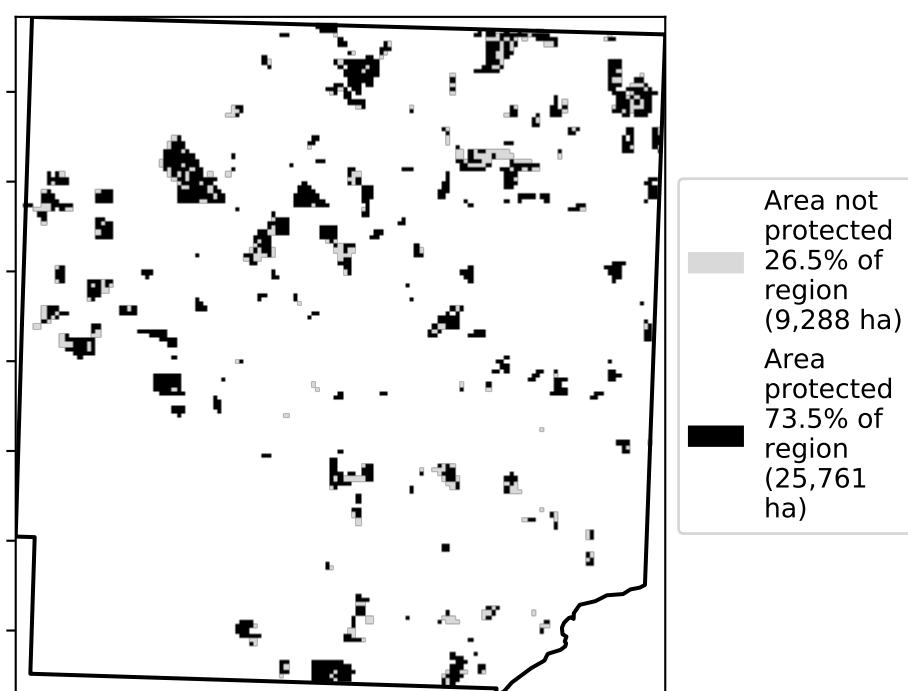 Area not
protected
26.5% of
region
(9,288 ha)
Area
protected
73.5% of
region
(25,761
ha)